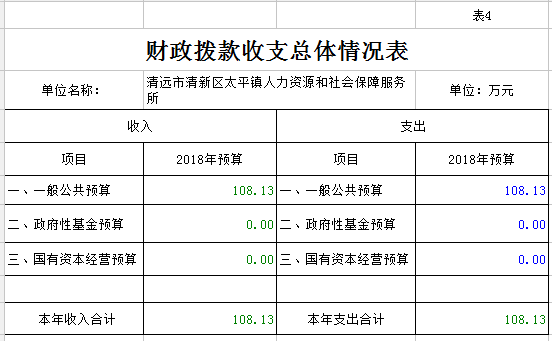 表4
财政拨款收支总体情况表
单位名称： 清远市清新区太平镇人力资源和社会保障服务所 单位：万元
收入 支出
项目 2018年预算 项目 2018年预算
一、一般公共预算 108.13 一、一般公共预算 108.13
二、政府性基金预算 0.00 二、政府性基金预算 0.00
三、国有资本经营预算 0.00 三、国有资本经营预算 0.00
本年收入合计 108.13 本年支出合计 108.13